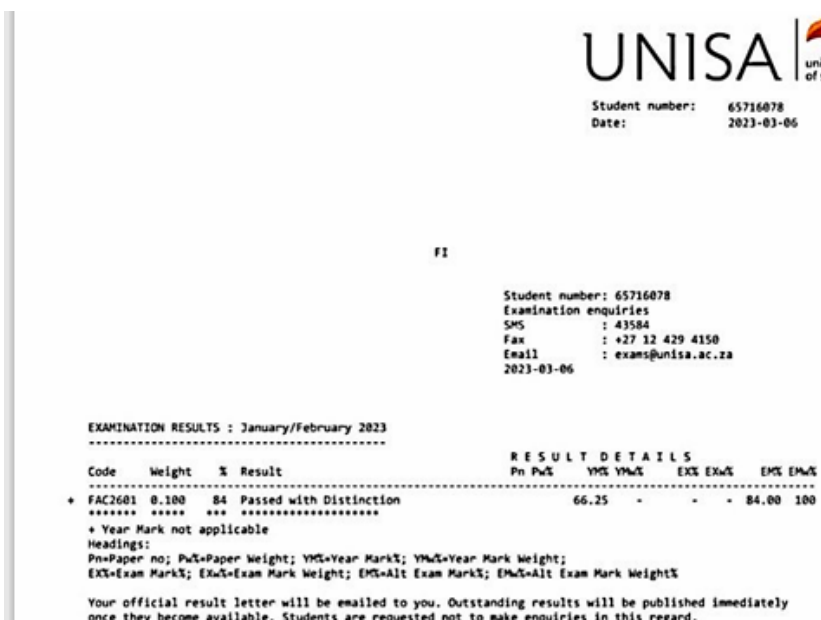 UNISA
Student number: 65716078
Date: 2023-03-06
FI
Student number: 65716078
Examination enquiries
SMS : 43584
Fax : +27 12 429 4150
Email : exams@unisa.ac.za
2023-03-06
EXAMINATION RESULTS : January/February 2023
---------------------------------------
R E S U L T  D E T A I L S
Code Weight % Result Pn Pw% YM% YMw% EX% EXw% EM% EMw%
+ FAC2601 0.100 84 Passed with Distinction 66.25 - - - 84.00 100
******* ***** *** *********************
+ Year Mark not applicable
Headings:
Pn=Paper no; Pw%=Paper Weight; YM%=Year Mark%; YMw%=Year Mark Weight;
EX%=Exam Mark%; EXw%=Exam Mark Weight; EM%=Alt Exam Mark%; EMw%=Alt Exam Mark Weight%
Your official result letter will be emailed to you. Outstanding results will be published immediately
once they become available. Students are requested not to make enquiries in this regard.